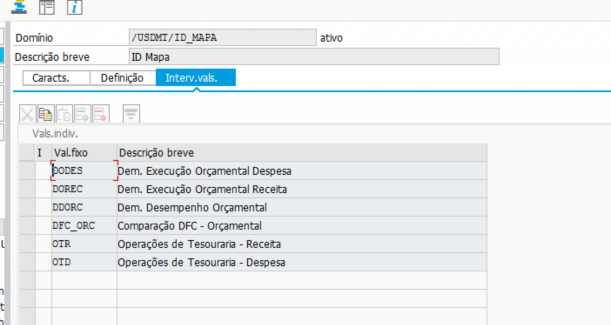 Domínio /USDMT/ID_MAPA ativo
Descrição breve ID Mapa
Caracts. Definição Interv.vals.
Vals.indiv.
I Val.fixo Descrição breve
DODES Dem. Execução Orçamental Despesa
DOREC Dem. Execução Orçamental Receita
DDORC Dem. Desempenho Orçamental
DFC_ORC Comparação DFC - Orçamental
OTR Operações de Tesouraria - Receita
OTD Operações de Tesouraria - Despesa